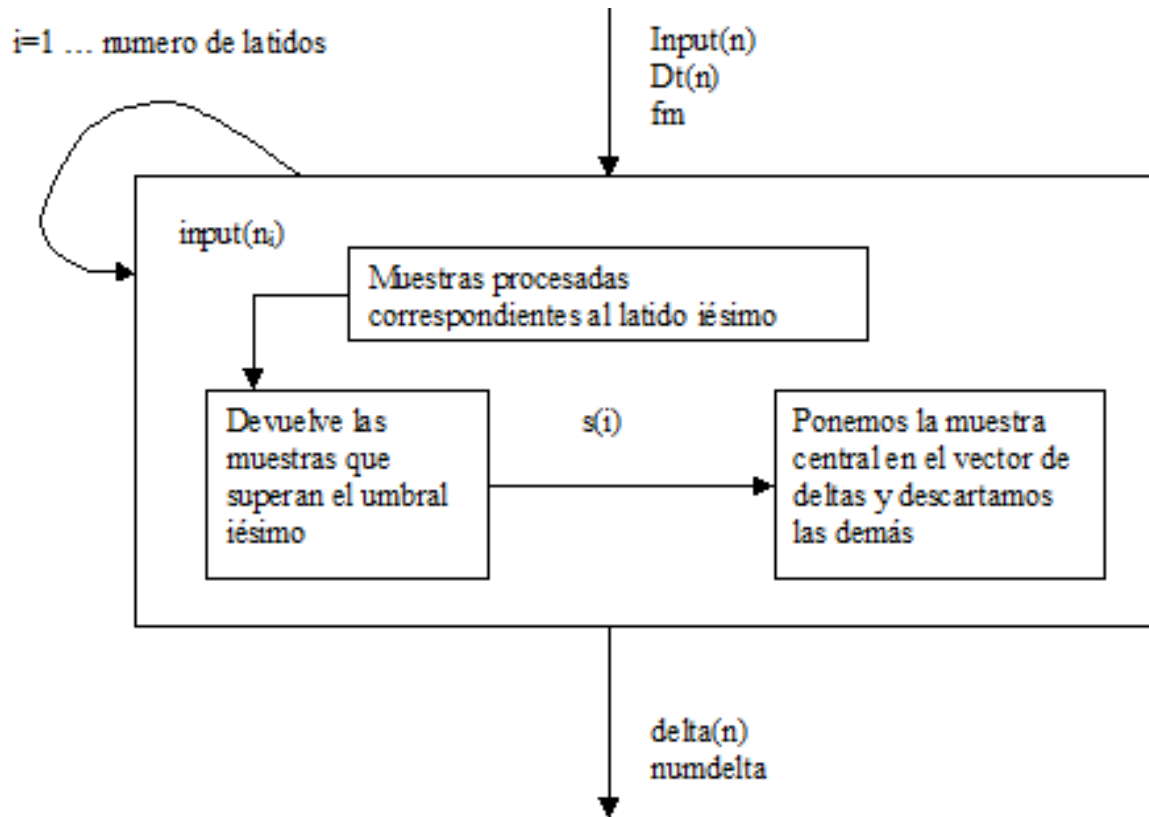 i=1 ... numero de latidos
Input(n)
Dt(n)
fm
input(nᵢ)
Muestras procesadas
correspondientes al latido iésimo
Devuelve las
muestras que
superan el umbral
iésimo
s(i)
Ponemos la muestra
central en el vector de
deltas y descartamos
las demás
delta(n)
numdelta